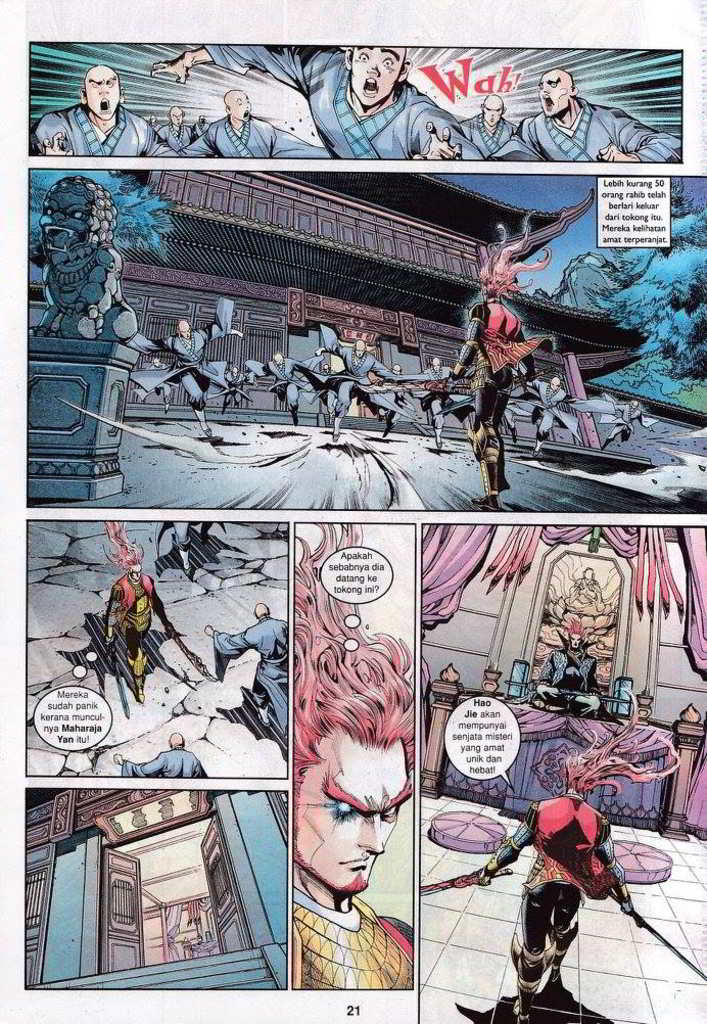 Wah!
Lebih kurang 50
orang rahib telah
berlari keluar
dari tokong itu.
Mereka kelihatan
amat terperanjat.
Mereka
sudah panik
kerana muncul-
nya Maharaja
Yan itu!
Apakah
sebabnya dia
datang ke
tokong ini?
Hao
Jie akan
mempunyai
senjata misteri
yang amat
unik dan
hebat!
21